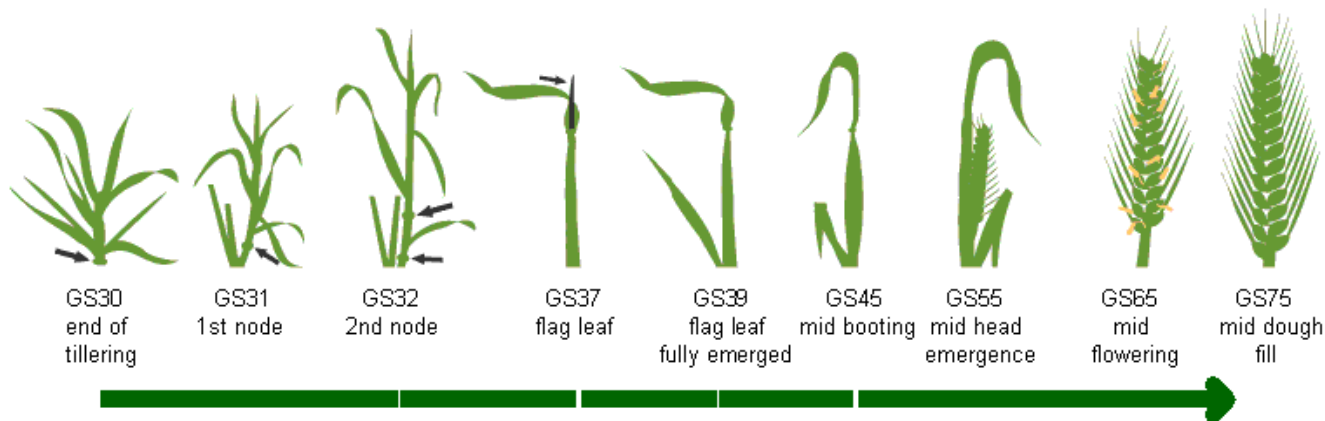 GS30
end of
tillering
GS31
1st node
GS32
2nd node
GS37
flag leaf
GS39
flag leaf
fully emerged
GS45
mid booting
GS55
mid head
emergence
GS65
mid
flowering
GS75
mid dough
fill